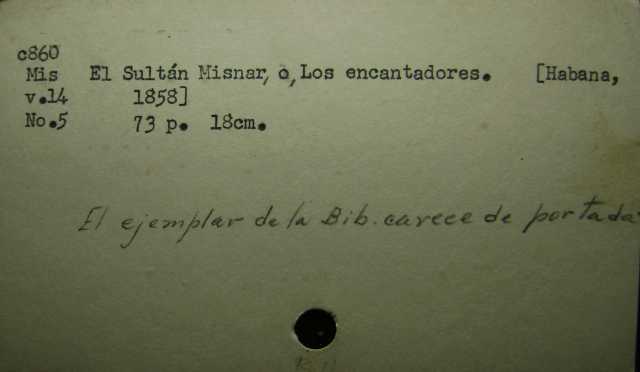 c860
Mis El Sultán Misnar, o, Los encantadores. [Habana,
v.14 1858]
No.5 73 p. 18cm.
El ejemplar de la Bib. carece de portada